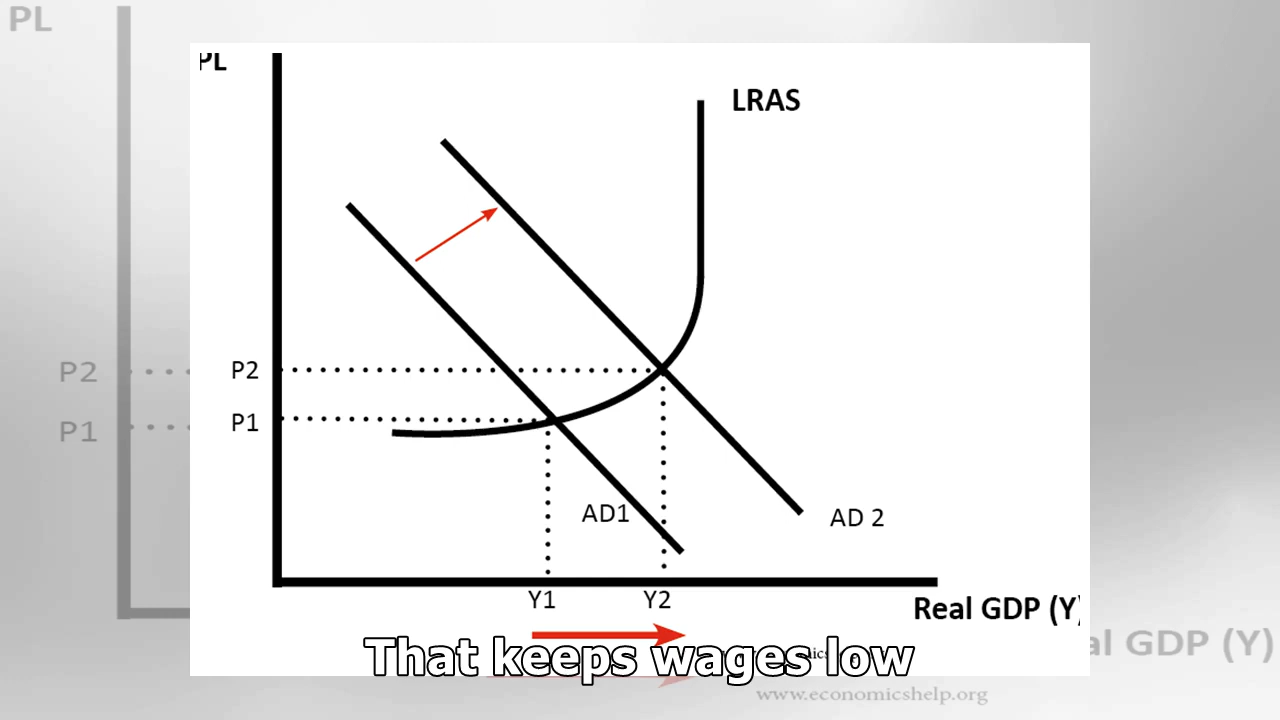 PL
PL
LRAS
P2
P2
P1
P1
AD1
AD 2
Y1
Y2
Real GDP (Y)
al GDP (Y)
That keeps wages low
www.economicshelp.org